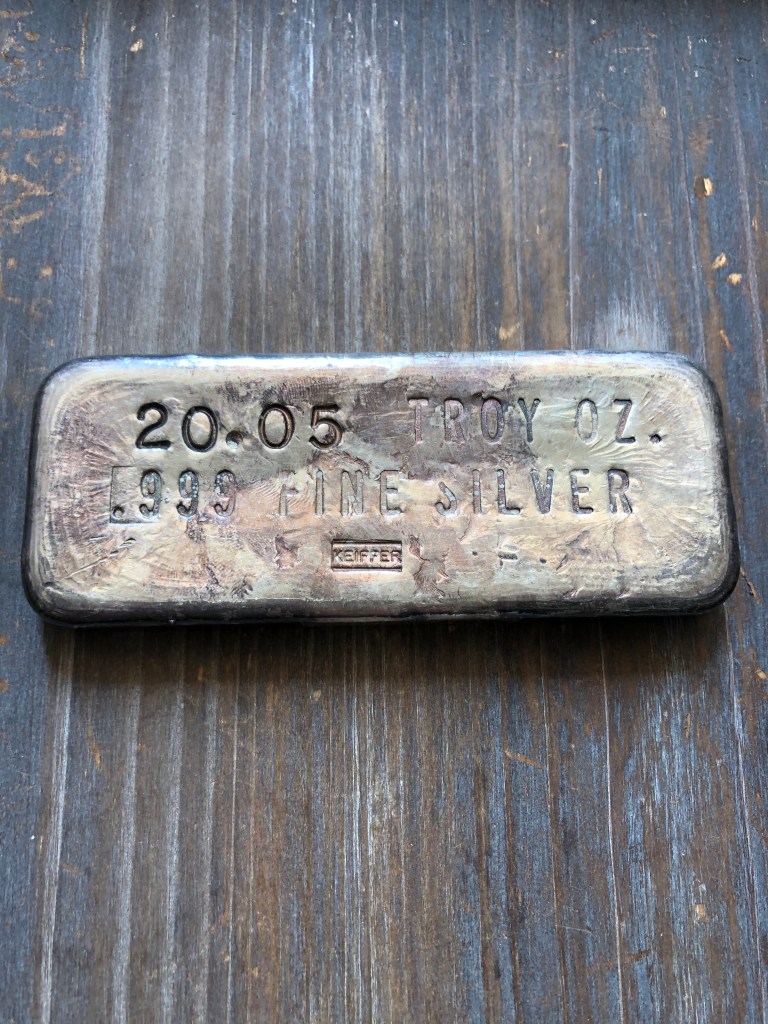 20.05 TROY OZ.
.999 FINE SILVER
KEIFFER